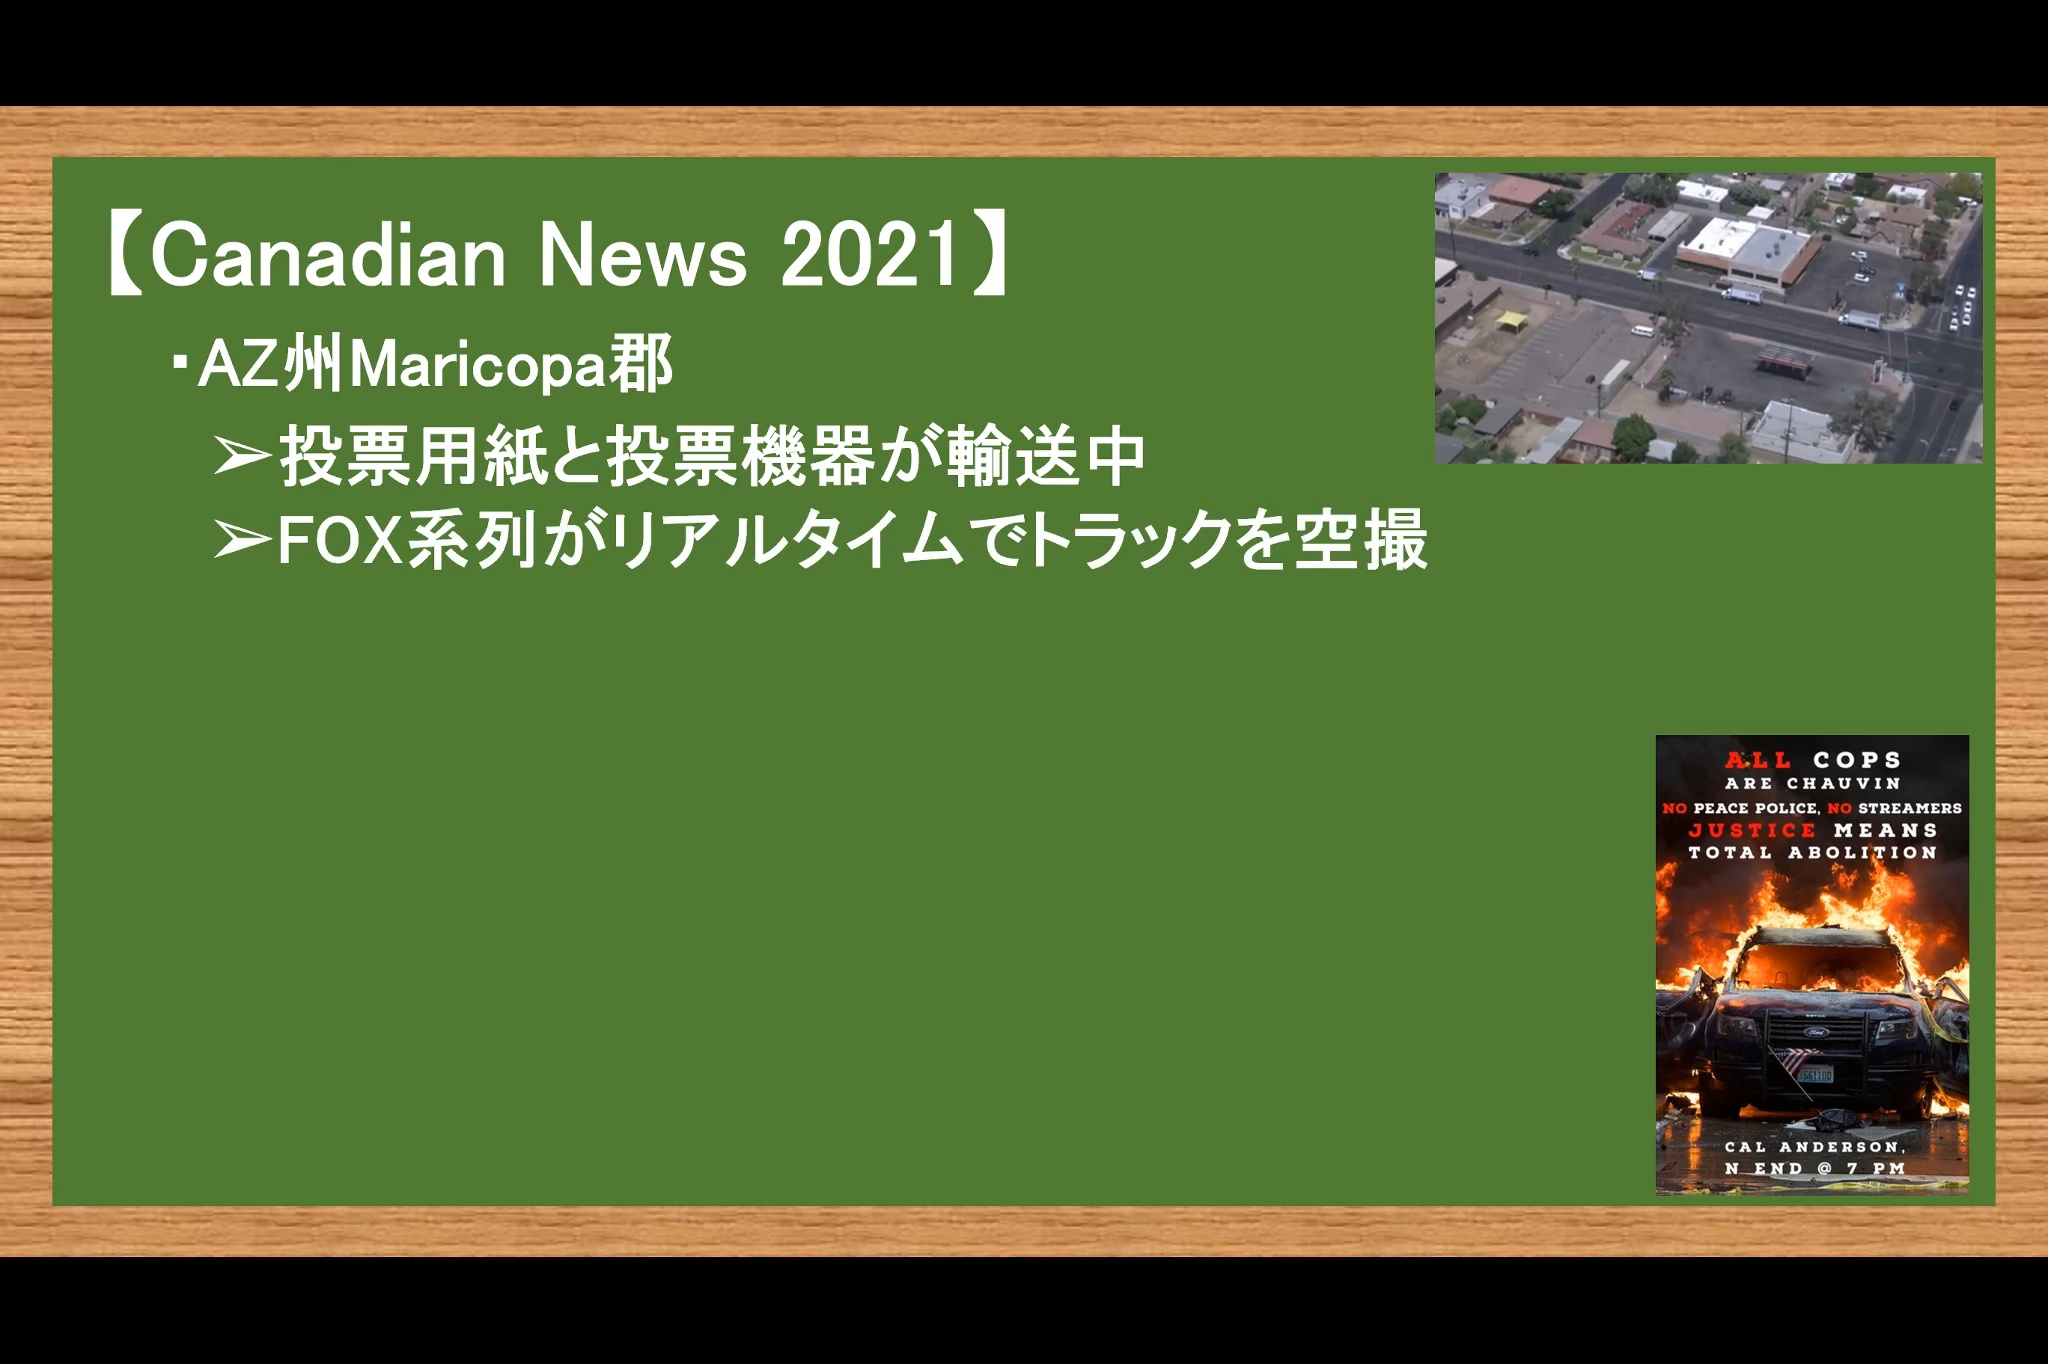 【Canadian News 2021】
・AZ州Maricopa郡
➢投票用紙と投票機器が輸送中
➢FOX系列がリアルタイムでトラックを空撮
ALL COPS
ARE CHAUVIN
NO PEACE POLICE, NO STREAMERS
JUSTICE MEANS
TOTAL ABOLITION
Ford
CAL ANDERSON,
N END @ 7 PM